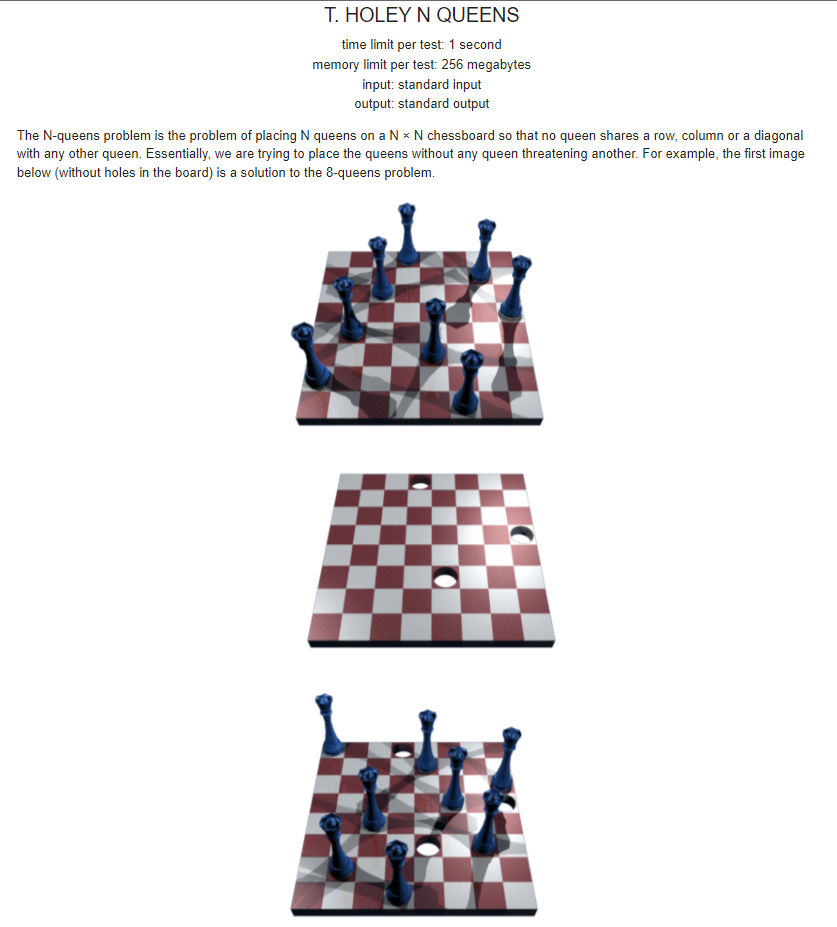 T. HOLEY N QUEENS
time limit per test: 1 second
memory limit per test: 256 megabytes
input: standard input
output: standard output
The N-queens problem is the problem of placing N queens on a N × N chessboard so that no queen shares a row, column or a diagonal
with any other queen. Essentially, we are trying to place the queens without any queen threatening another. For example, the first image
below (without holes in the board) is a solution to the 8-queens problem.